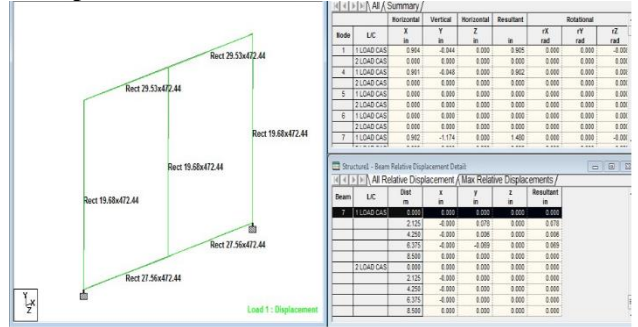 Rect 29.53x472.44
Rect 29.53x472.44
Rect 19.68x472.44
Rect 19.68x472.44
Rect 19.68x472.44
Rect 27.56x472.44
Rect 27.56x472.44
Y
X
Z
Load 1 : Displacement
All Summary
Horizontal Vertical Horizontal Resultant Rotational
Node L/C X in Y in Z in in rX rad rY rad rZ rad
1 1 LOAD CAS 0.904 -0.044 0.000 0.905 0.000 0.000
2 LOAD CAS 0.000 0.000 0.000 0.000 0.000 0.000
4 1 LOAD CAS 0.901 -0.048 0.000 0.902 0.000 0.000
2 LOAD CAS 0.000 0.000 0.000 0.000 0.000 0.000
5 1 LOAD CAS 0.000 0.000 0.000 0.000 0.000 0.000
2 LOAD CAS 0.000 0.000 0.000 0.000 0.000 0.000
6 1 LOAD CAS 0.000 0.000 0.000 0.000 0.000 0.000
2 LOAD CAS 0.000 0.000 0.000 0.000 0.000 0.000
7 1 LOAD CAS 0.902 -1.174 0.000 1.480 0.000 0.000
Structure1 - Beam Relative Displacement Detail:
All Relative Displacement Max Relative Displacements
Beam L/C Dist m x in y in z in Resultant in
7 1 LOAD CAS 0.000 0.000 0.000 0.000 0.000
2.125 -0.000 0.078 0.000 0.078
4.250 -0.000 0.006 0.000 0.006
6.375 -0.000 -0.069 0.000 0.069
8.500 0.000 0.000 0.000 0.000
2 LOAD CAS 0.000 0.000 0.000 0.000 0.000
2.125 -0.000 0.000 0.000 0.000
4.250 -0.000 0.000 0.000 0.000
6.375 -0.000 0.000 0.000 0.000
8.500 0.000 0.000 0.000 0.000